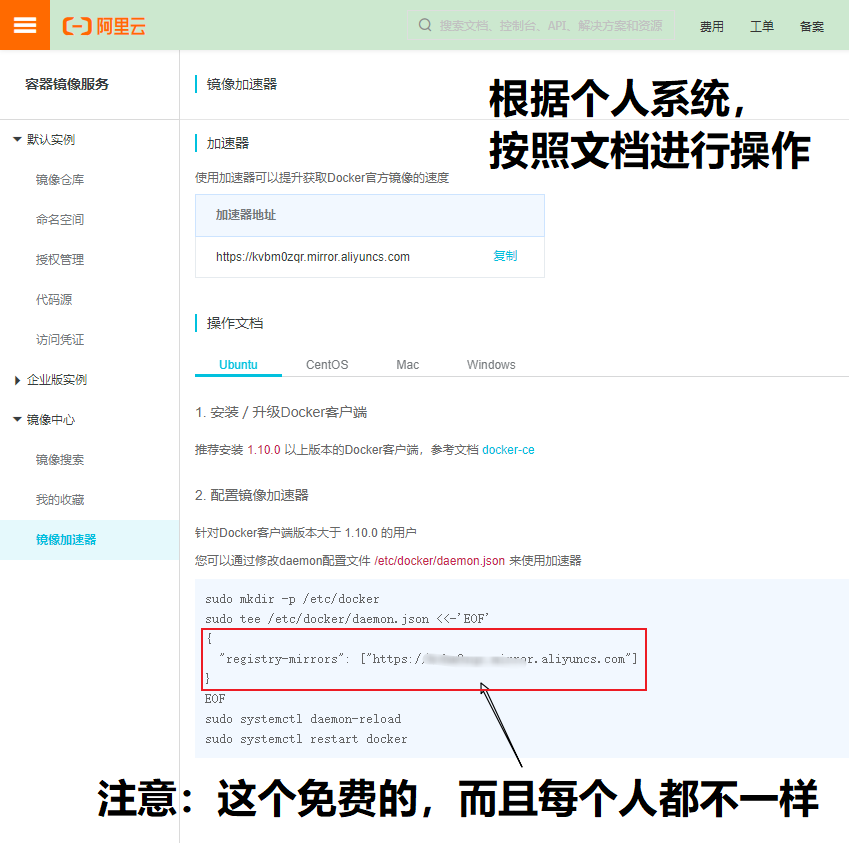 阿里云
搜索文档、控制台、API、解决方案和资源
费用
工单
备案
容器镜像服务
默认实例
镜像仓库
命名空间
授权管理
代码源
访问凭证
企业版实例
镜像中心
镜像搜索
我的收藏
镜像加速器
镜像加速器
根据个人系统，
按照文档进行操作
加速器
使用加速器可以提升获取Docker官方镜像的速度
加速器地址
https://kvbm0zqr.mirror.aliyuncs.com
复制
操作文档
Ubuntu
CentOS
Mac
Windows
1. 安装 / 升级Docker客户端
推荐安装 1.10.0 以上版本的Docker客户端，参考文档 docker-ce
2. 配置镜像加速器
针对Docker客户端版本大于 1.10.0 的用户
您可以通过修改daemon配置文件 /etc/docker/daemon.json 来使用加速器
sudo mkdir -p /etc/docker
sudo tee /etc/docker/daemon.json <<-'EOF'
{
"registry-mirrors": ["https:/ r.aliyuncs.com"]
}
EOF
sudo systemctl daemon-reload
sudo systemctl restart docker
注意：这个免费的，而且每个人都不一样